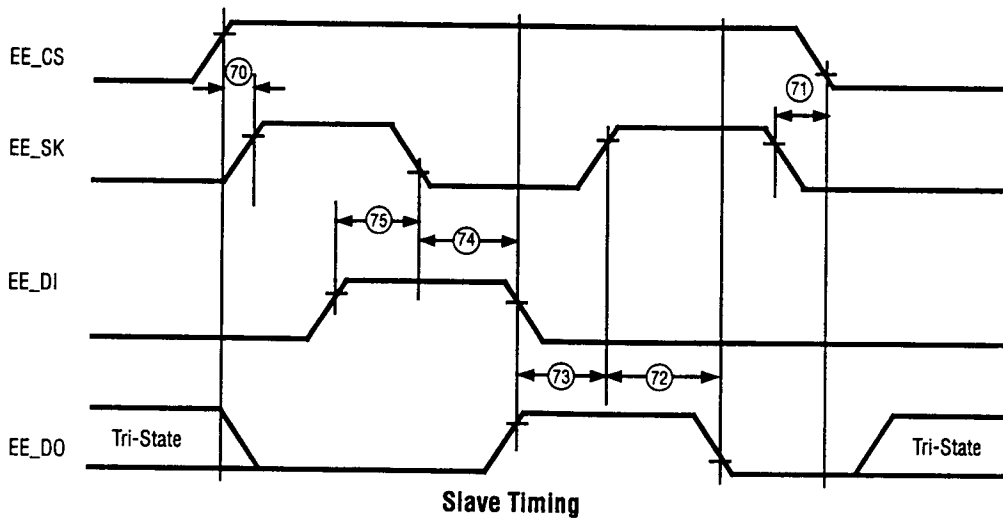 EE_CS
70
71
EE_SK
75
74
EE_DI
73
72
EE_DO
Tri-State
Tri-State
Slave Timing